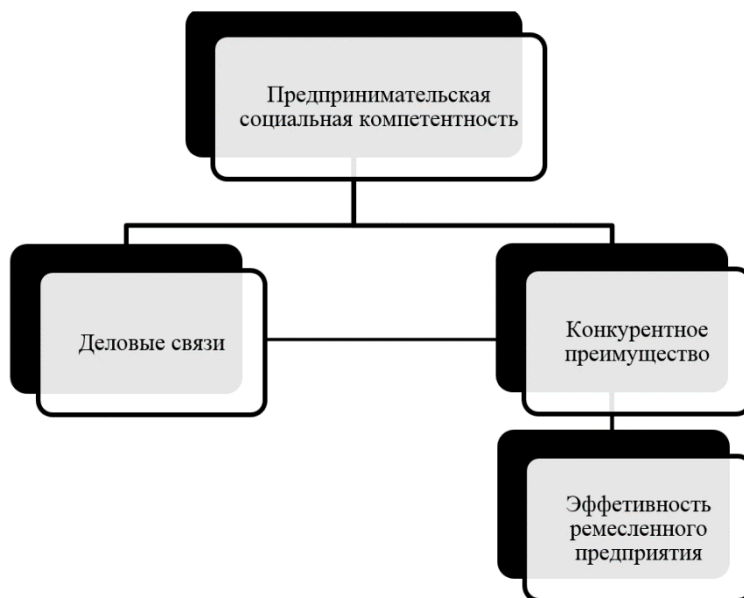 Предпринимательская
социальная компетентность
Деловые связи
Конкурентное
преимущество
Эффетивность
ремесленного
предприятия